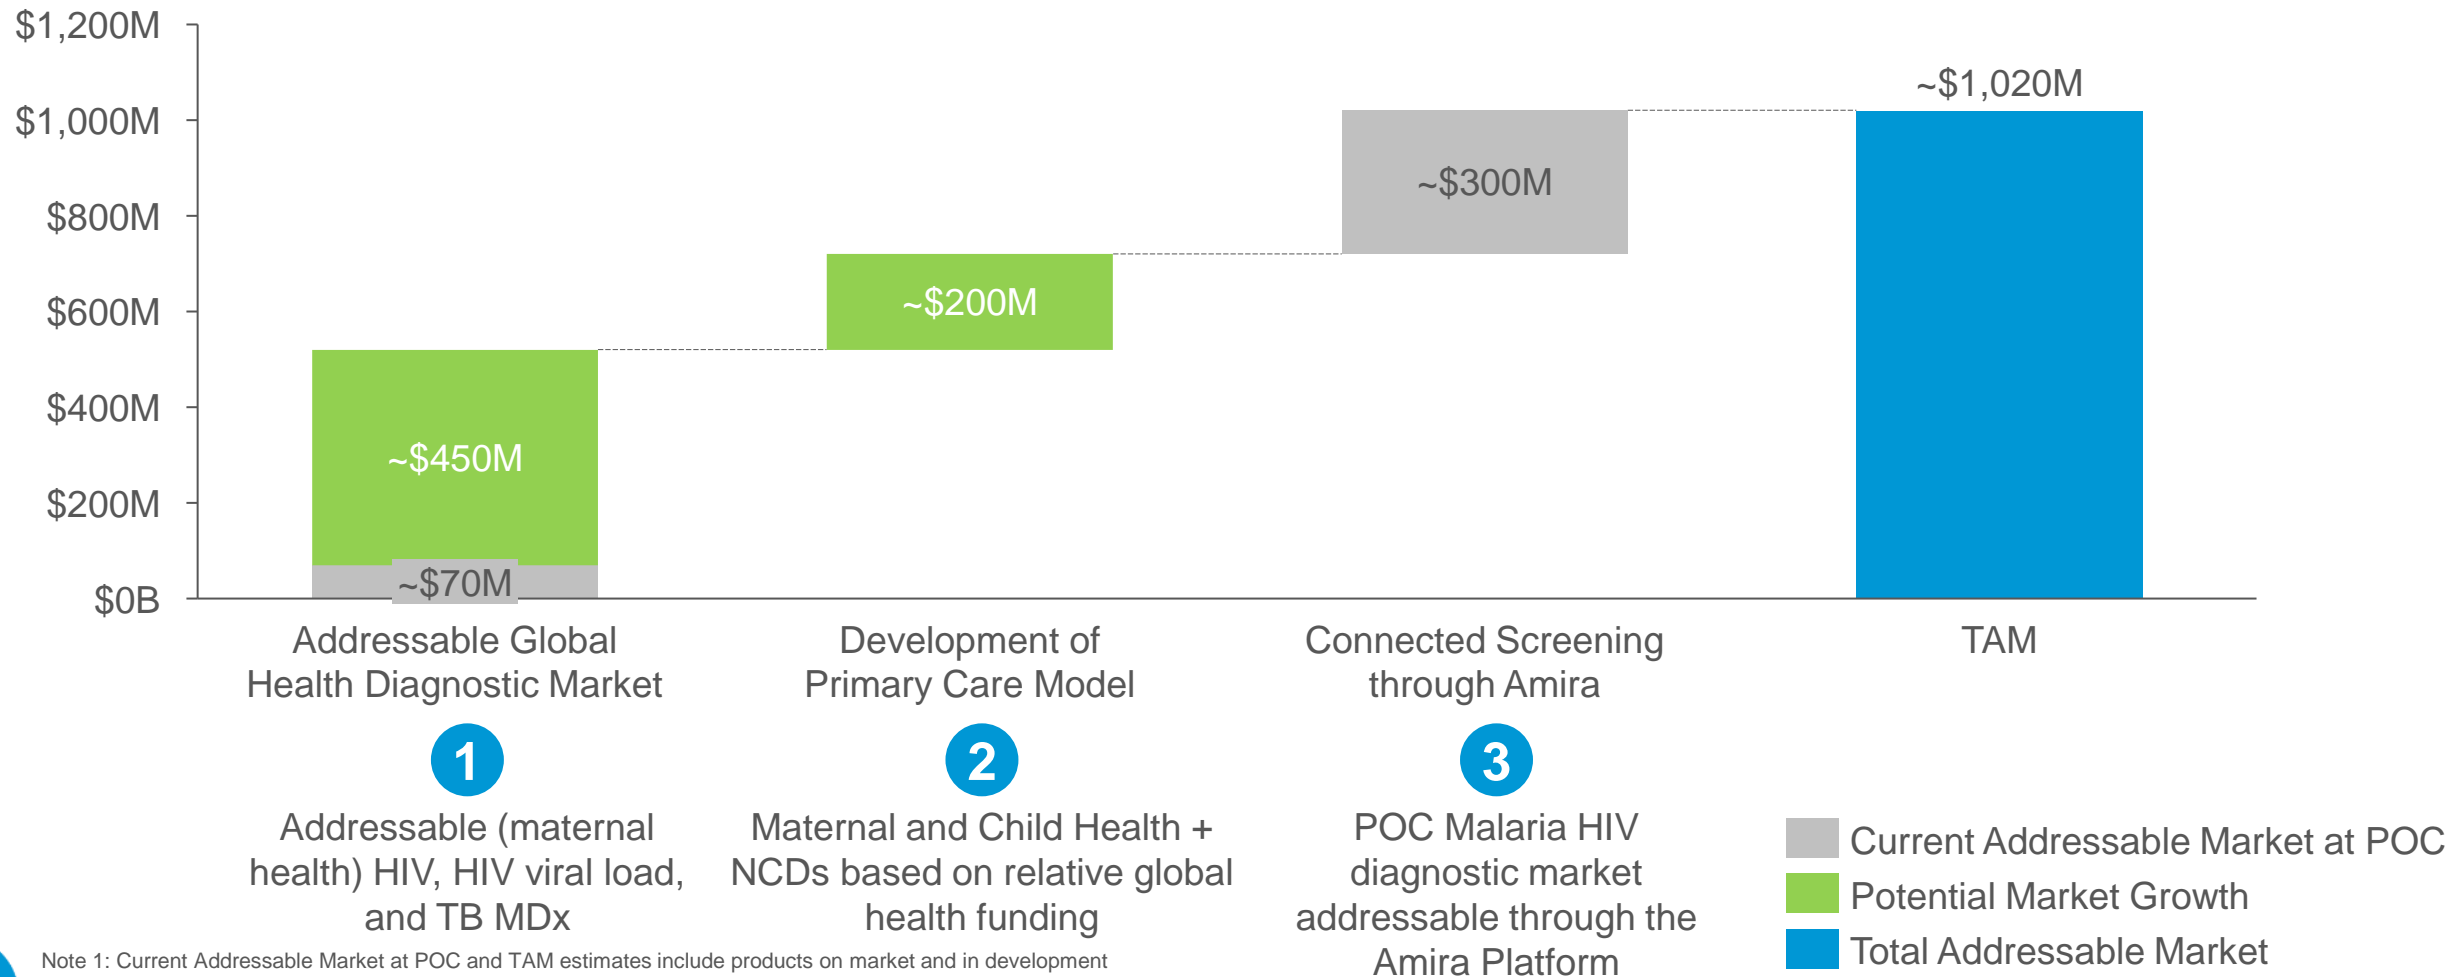 $1,200M
$1,000M
$800M
$600M
$400M
$200M
$0B
~$450M
~$70M
~$200M
~$300M
~$1,020M
Addressable Global
Health Diagnostic Market
Development of
Primary Care Model
Connected Screening
through Amira
TAM
1
Addressable (maternal
health) HIV, HIV viral load,
and TB MDx
2
Maternal and Child Health +
NCDs based on relative global
health funding
3
POC Malaria HIV
diagnostic market
addressable through the
Amira Platform
Current Addressable Market at POC
Potential Market Growth
Total Addressable Market
Note 1: Current Addressable Market at POC and TAM estimates include products on market and in development